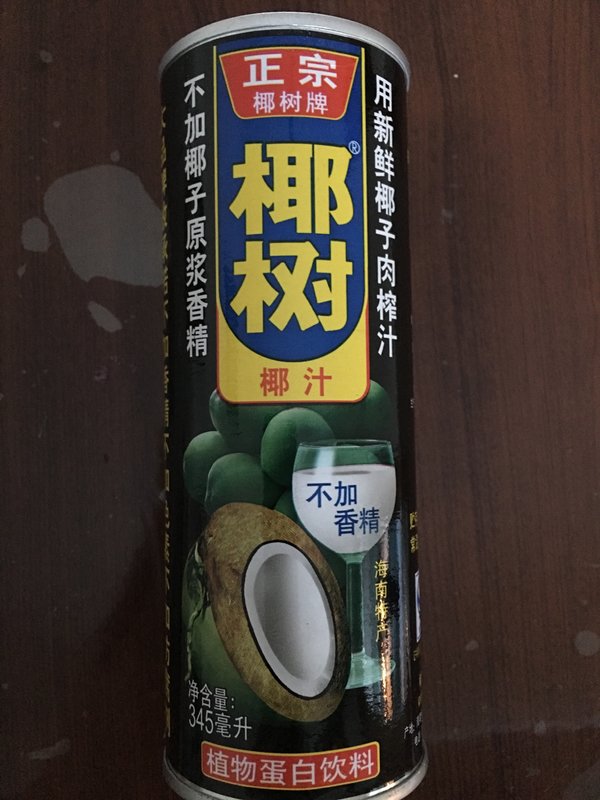 正宗
椰树牌
椰树
®
椰汁
不加椰子原浆香精
用新鲜椰子肉榨汁
不加
香精
海南特产
净含量:
345毫升
植物蛋白饮料